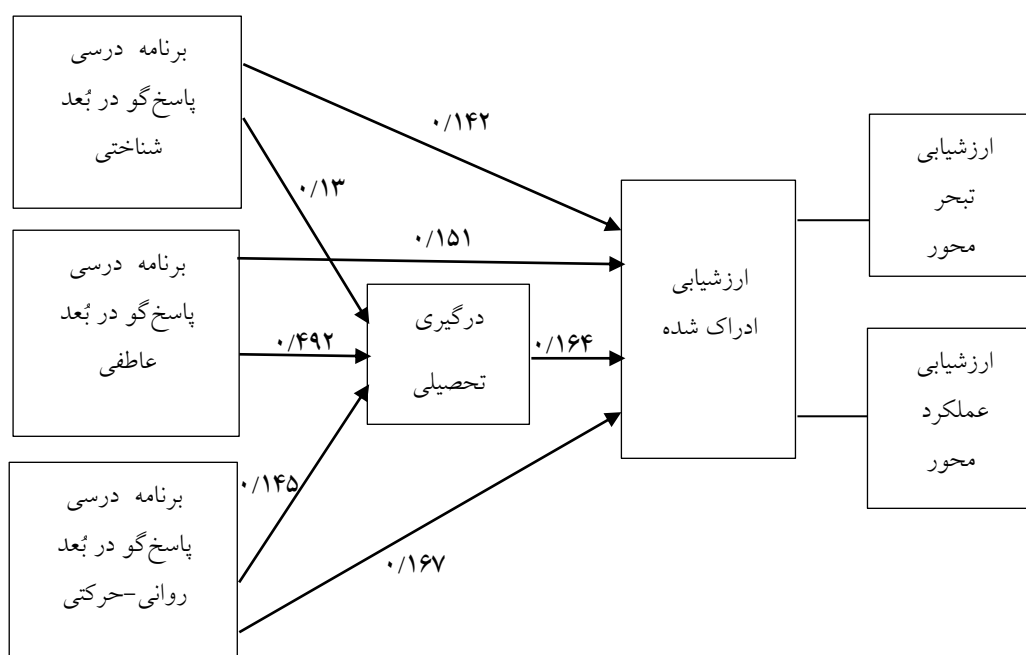 برنامه درسی
پاسخ‌گو در بُعد
شناختی
۰/۱۴۲
۰/۱۳
ارزشیابی
تبحر
محور
برنامه درسی
پاسخ‌گو در بُعد
عاطفی
۰/۱۵۱
۰/۴۹۲
درگیری
تحصیلی
۰/۱۶۴
ارزشیابی
ادراک شده
ارزشیابی
عملکرد
محور
برنامه درسی
پاسخ‌گو در بُعد
روانی-حرکتی
۰/۱۴۵
۰/۱۶۷